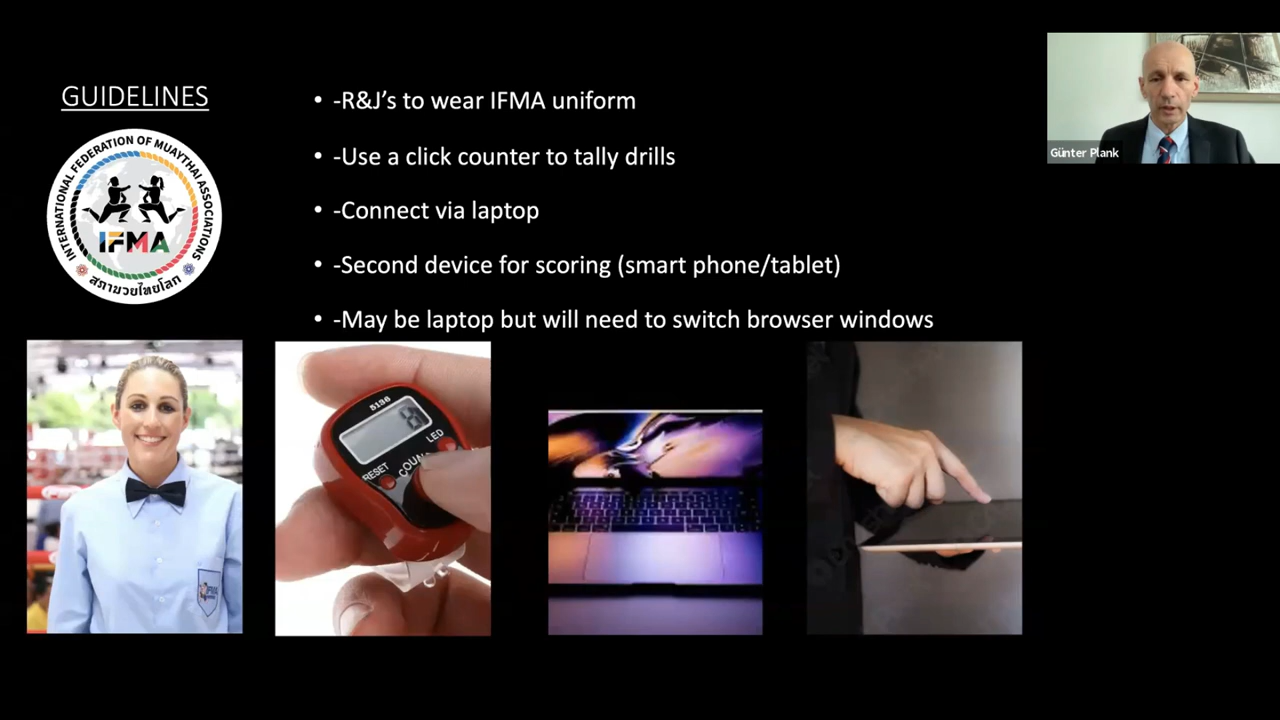 GUIDELINES
INTERNATIONAL FEDERATION OF MUAYTHAI ASSOCIATIONS
IFMA
สภามวยไทยโลก
• -R&J’s to wear IFMA uniform
• -Use a click counter to tally drills
• -Connect via laptop
• -Second device for scoring (smart phone/tablet)
• -May be laptop but will need to switch browser windows
Günter Plank
5136
LED
RESET